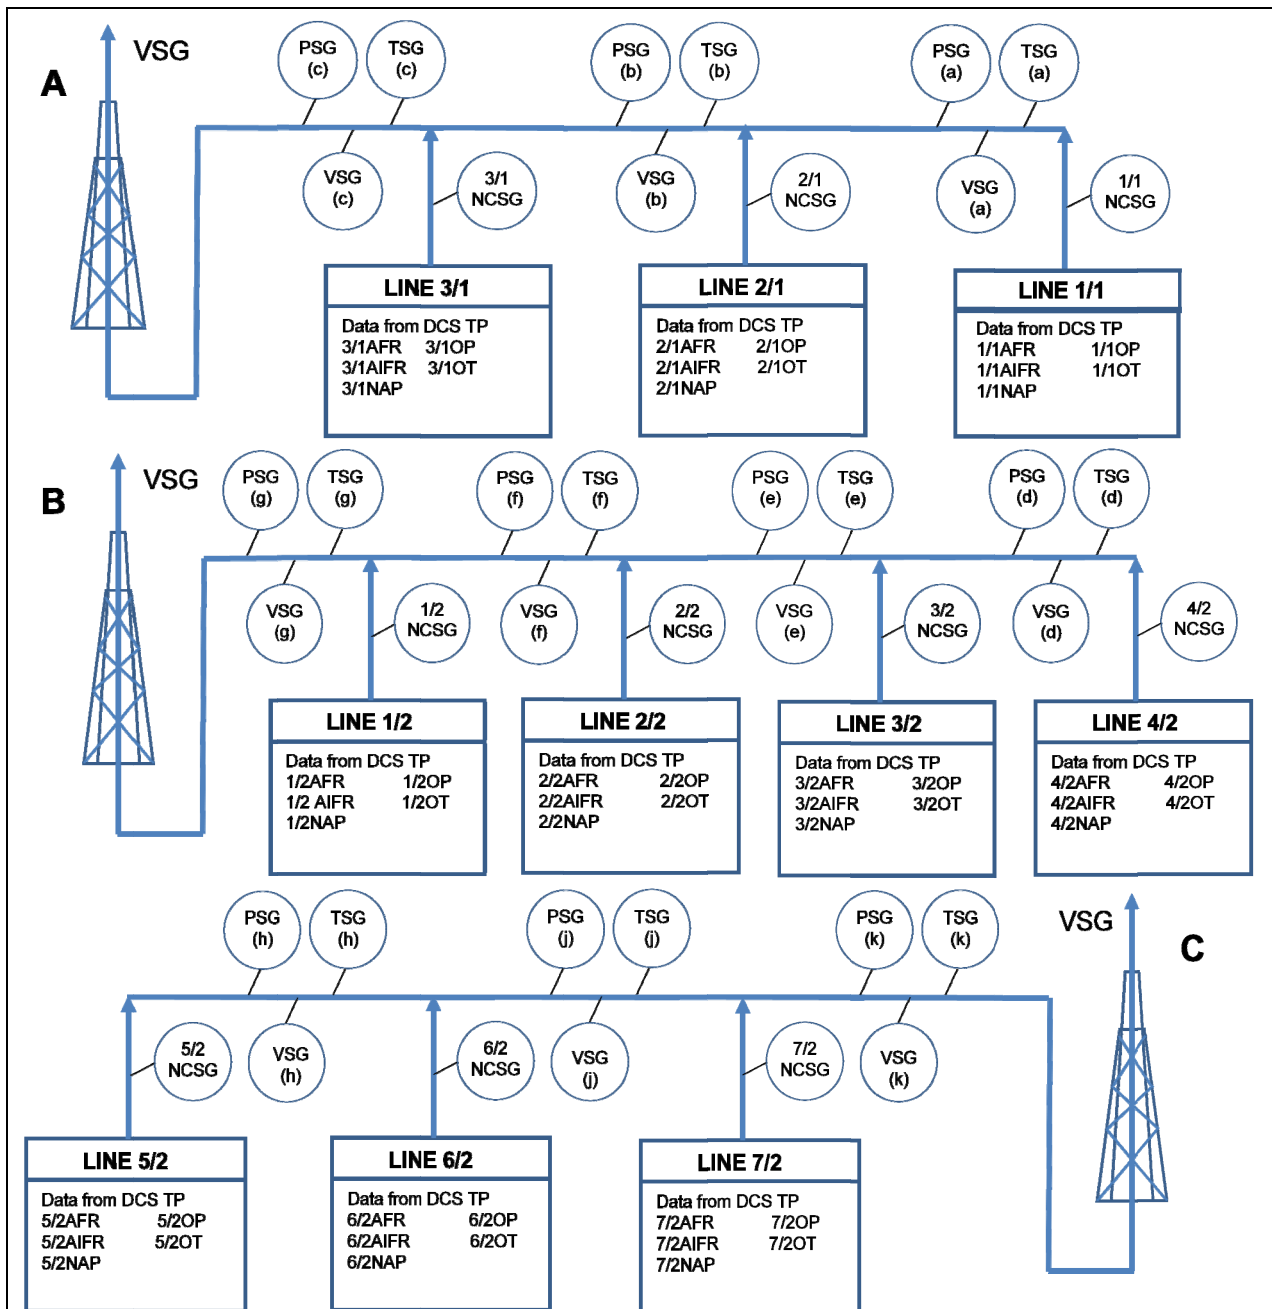 A
VSG
PSG
(c)
TSG
(c)
PSG
(b)
TSG
(b)
PSG
(a)
TSG
(a)
VSG
(c)
3/1
NCSG
VSG
(b)
2/1
NCSG
VSG
(a)
1/1
NCSG
LINE 3/1
Data from DCS TP
3/1AFR 3/1OP
3/1AIFR 3/1OT
3/1NAP
LINE 2/1
Data from DCS TP
2/1AFR 2/1OP
2/1AIFR 2/1OT
2/1NAP
LINE 1/1
Data from DCS TP
1/1AFR 1/1OP
1/1AIFR 1/1OT
1/1NAP
B
VSG
PSG
(g)
TSG
(g)
PSG
(f)
TSG
(f)
PSG
(e)
TSG
(e)
PSG
(d)
TSG
(d)
VSG
(g)
1/2
NCSG
VSG
(f)
2/2
NCSG
VSG
(e)
3/2
NCSG
VSG
(d)
4/2
NCSG
LINE 1/2
Data from DCS TP
1/2AFR 1/2OP
1/2 AIFR 1/2OT
1/2NAP
LINE 2/2
Data from DCS TP
2/2AFR 2/2OP
2/2AIFR 2/2OT
2/2NAP
LINE 3/2
Data from DCS TP
3/2AFR 3/2OP
3/2AIFR 3/2OT
3/2NAP
LINE 4/2
Data from DCS TP
4/2AFR 4/2OP
4/2AIFR 4/2OT
4/2NAP
PSG
(h)
TSG
(h)
PSG
(j)
TSG
(j)
PSG
(k)
TSG
(k)
VSG
C
5/2
NCSG
VSG
(h)
6/2
NCSG
VSG
(j)
7/2
NCSG
VSG
(k)
LINE 5/2
Data from DCS TP
5/2AFR 5/2OP
5/2AIFR 5/2OT
5/2NAP
LINE 6/2
Data from DCS TP
6/2AFR 6/2OP
6/2AIFR 6/2OT
6/2NAP
LINE 7/2
Data from DCS TP
7/2AFR 7/2OP
7/2AIFR 7/2OT
7/2NAP